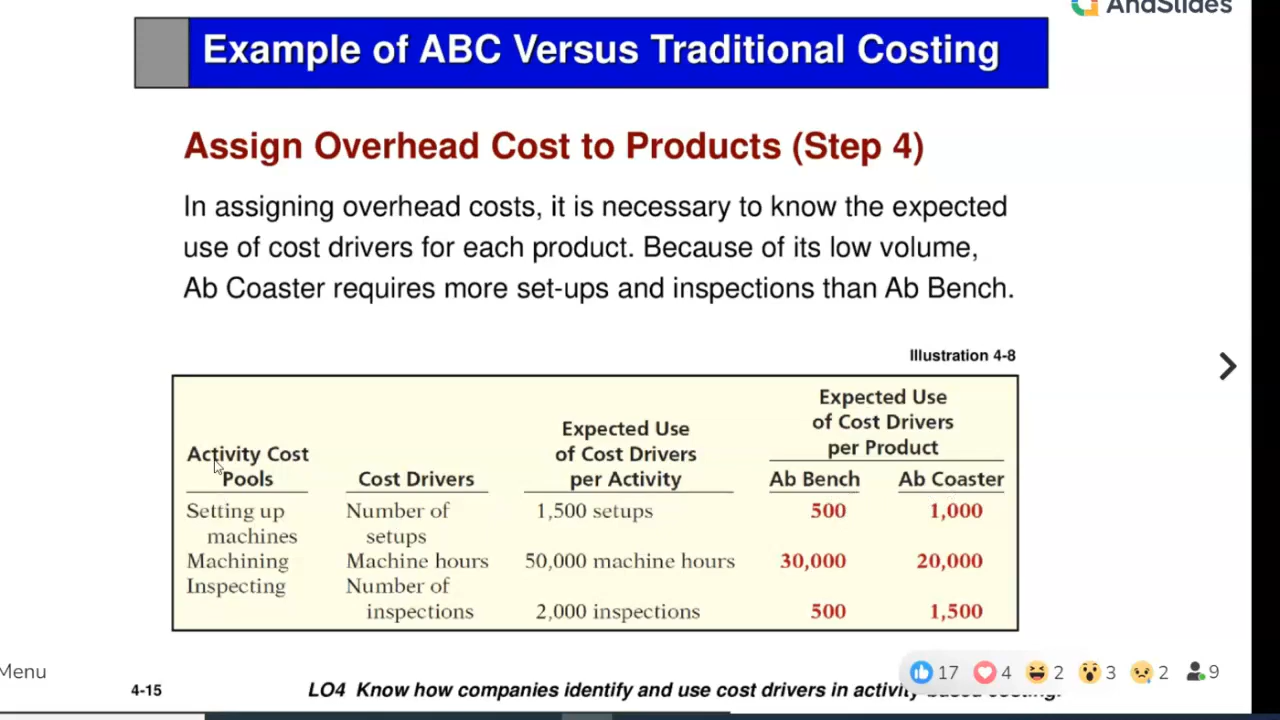 AndSlides
Example of ABC Versus Traditional Costing
Assign Overhead Cost to Products (Step 4)
In assigning overhead costs, it is necessary to know the expected
use of cost drivers for each product. Because of its low volume,
Ab Coaster requires more set-ups and inspections than Ab Bench.
Illustration 4-8
Expected Use
of Cost Drivers
per Product
Expected Use
of Cost Drivers
per Activity
Activity Cost
Pools
Cost Drivers
Ab Bench
Ab Coaster
Setting up
machines
Number of
setups
1,500 setups
500
1,000
Machining
Machine hours
50,000 machine hours
30,000
20,000
Inspecting
Number of
inspections
2,000 inspections
500
1,500
Menu
17 4 2 3 2 9
4-15
LO4 Know how companies identify and use cost drivers in activity-based costing.